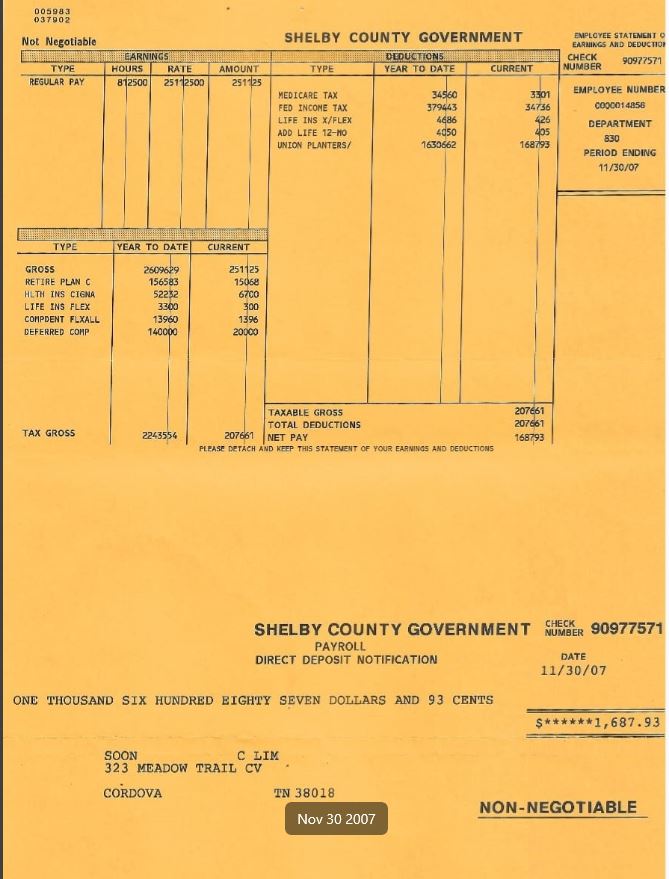 005983
037902
Not Negotiable
SHELBY COUNTY GOVERNMENT
EMPLOYEE STATEMENT O
EARNINGS AND DEDUCTION
CHECK NUMBER 90977571
EARNINGS
TYPE HOURS RATE AMOUNT
REGULAR PAY 812500 25112500 251125
DEDUCTIONS
TYPE YEAR TO DATE CURRENT
MEDICARE TAX 34560 3301
FED INCOME TAX 379443 34736
LIFE INS X/FLEX 4686 426
ADD LIFE 12-MO 4050 405
UNION PLANTERS/ 1630662 168793
EMPLOYEE NUMBER
0000014856
DEPARTMENT
830
PERIOD ENDING
11/30/07
TYPE YEAR TO DATE CURRENT
GROSS 2609629 251125
RETIRE PLAN C 156583 15068
HLTH INS CIGNA 52232 6700
LIFE INS FLEX 3300 300
COMPDENT FLXALL 13960 1396
DEFERRED COMP 140000 20000
TAX GROSS 2243554 207661
TAXABLE GROSS 207661
TOTAL DEDUCTIONS 207661
NET PAY 168793
PLEASE DETACH AND KEEP THIS STATEMENT OF YOUR EARNINGS AND DEDUCTIONS
SHELBY COUNTY GOVERNMENT
PAYROLL
DIRECT DEPOSIT NOTIFICATION
CHECK NUMBER 90977571
DATE
11/30/07
ONE THOUSAND SIX HUNDRED EIGHTY SEVEN DOLLARS AND 93 CENTS
$******1,687.93
SOON C LIM
323 MEADOW TRAIL CV
CORDOVA TN 38018
NON-NEGOTIABLE
Nov 30 2007